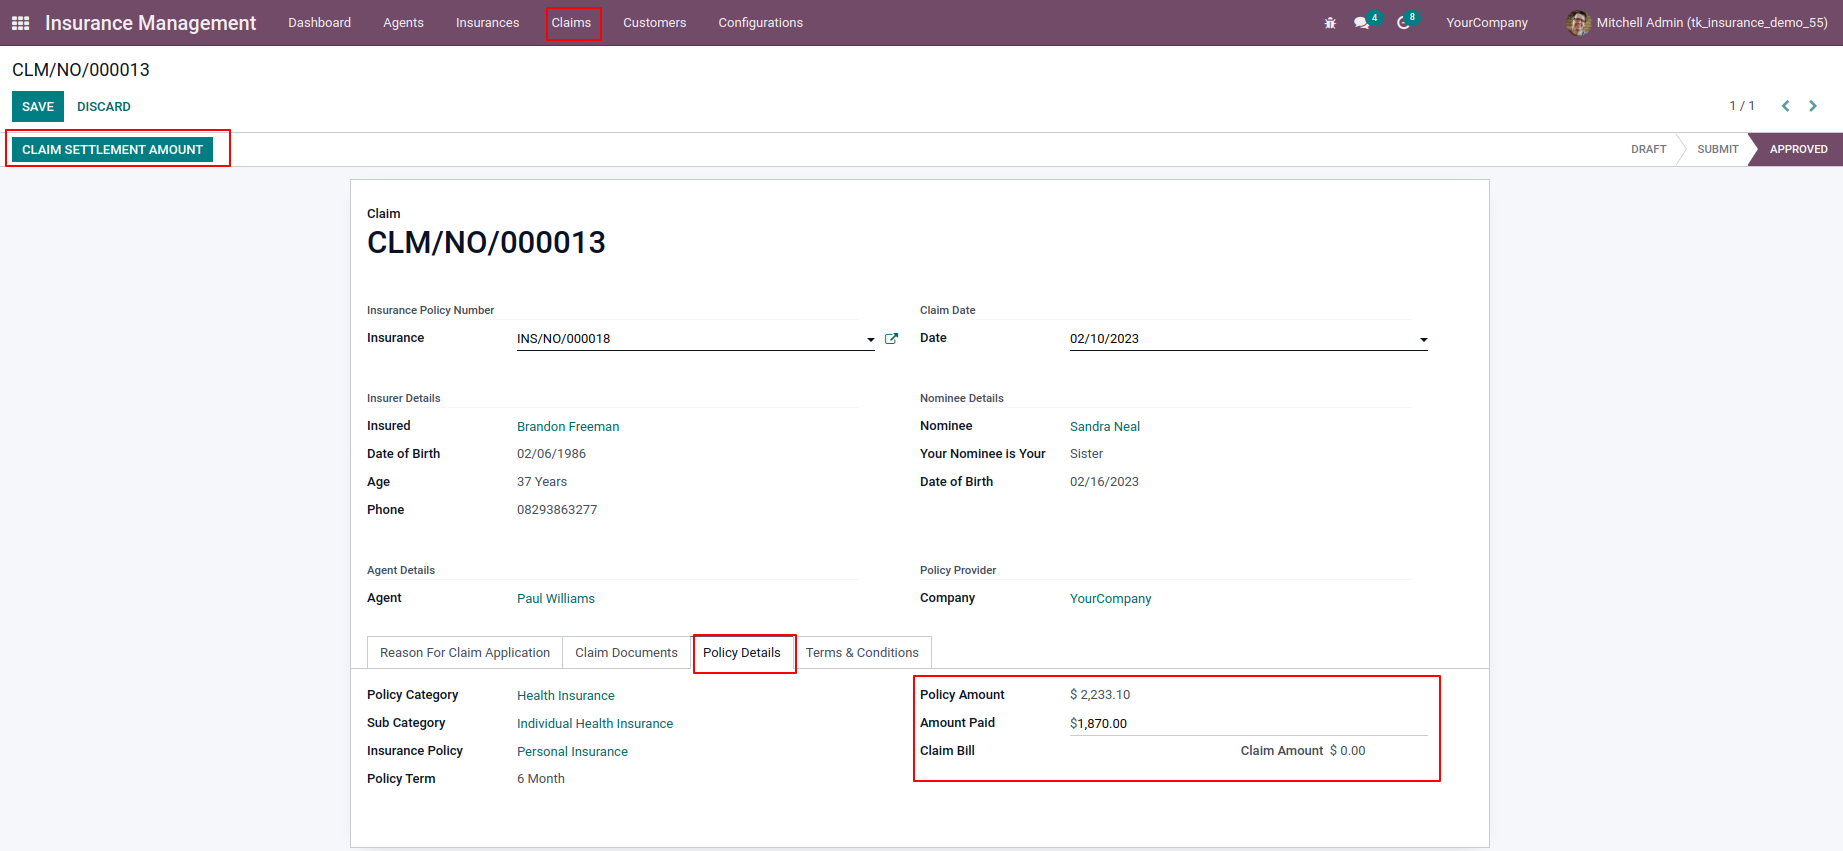 Insurance Management Dashboard Agents Insurances Claims Customers Configurations 4 8 YourCompany Mitchell Admin (tk_insurance_demo_55)
CLM/NO/000013
SAVE DISCARD 1 / 1
CLAIM SETTLEMENT AMOUNT DRAFT SUBMIT APPROVED
Claim
CLM/NO/000013
Insurance Policy Number Claim Date
Insurance INS/NO/000018 Date 02/10/2023
Insurer Details Nominee Details
Insured Brandon Freeman Nominee Sandra Neal
Date of Birth 02/06/1986 Your Nominee is Your Sister
Age 37 Years Date of Birth 02/16/2023
Phone 08293863277
Agent Details Policy Provider
Agent Paul Williams Company YourCompany
Reason For Claim Application Claim Documents Policy Details Terms & Conditions
Policy Category Health Insurance Policy Amount $ 2,233.10
Sub Category Individual Health Insurance Amount Paid $1,870.00
Insurance Policy Personal Insurance Claim Bill Claim Amount $ 0.00
Policy Term 6 Month